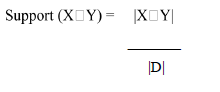 Support (X□Y) = |X□Y|
|D|